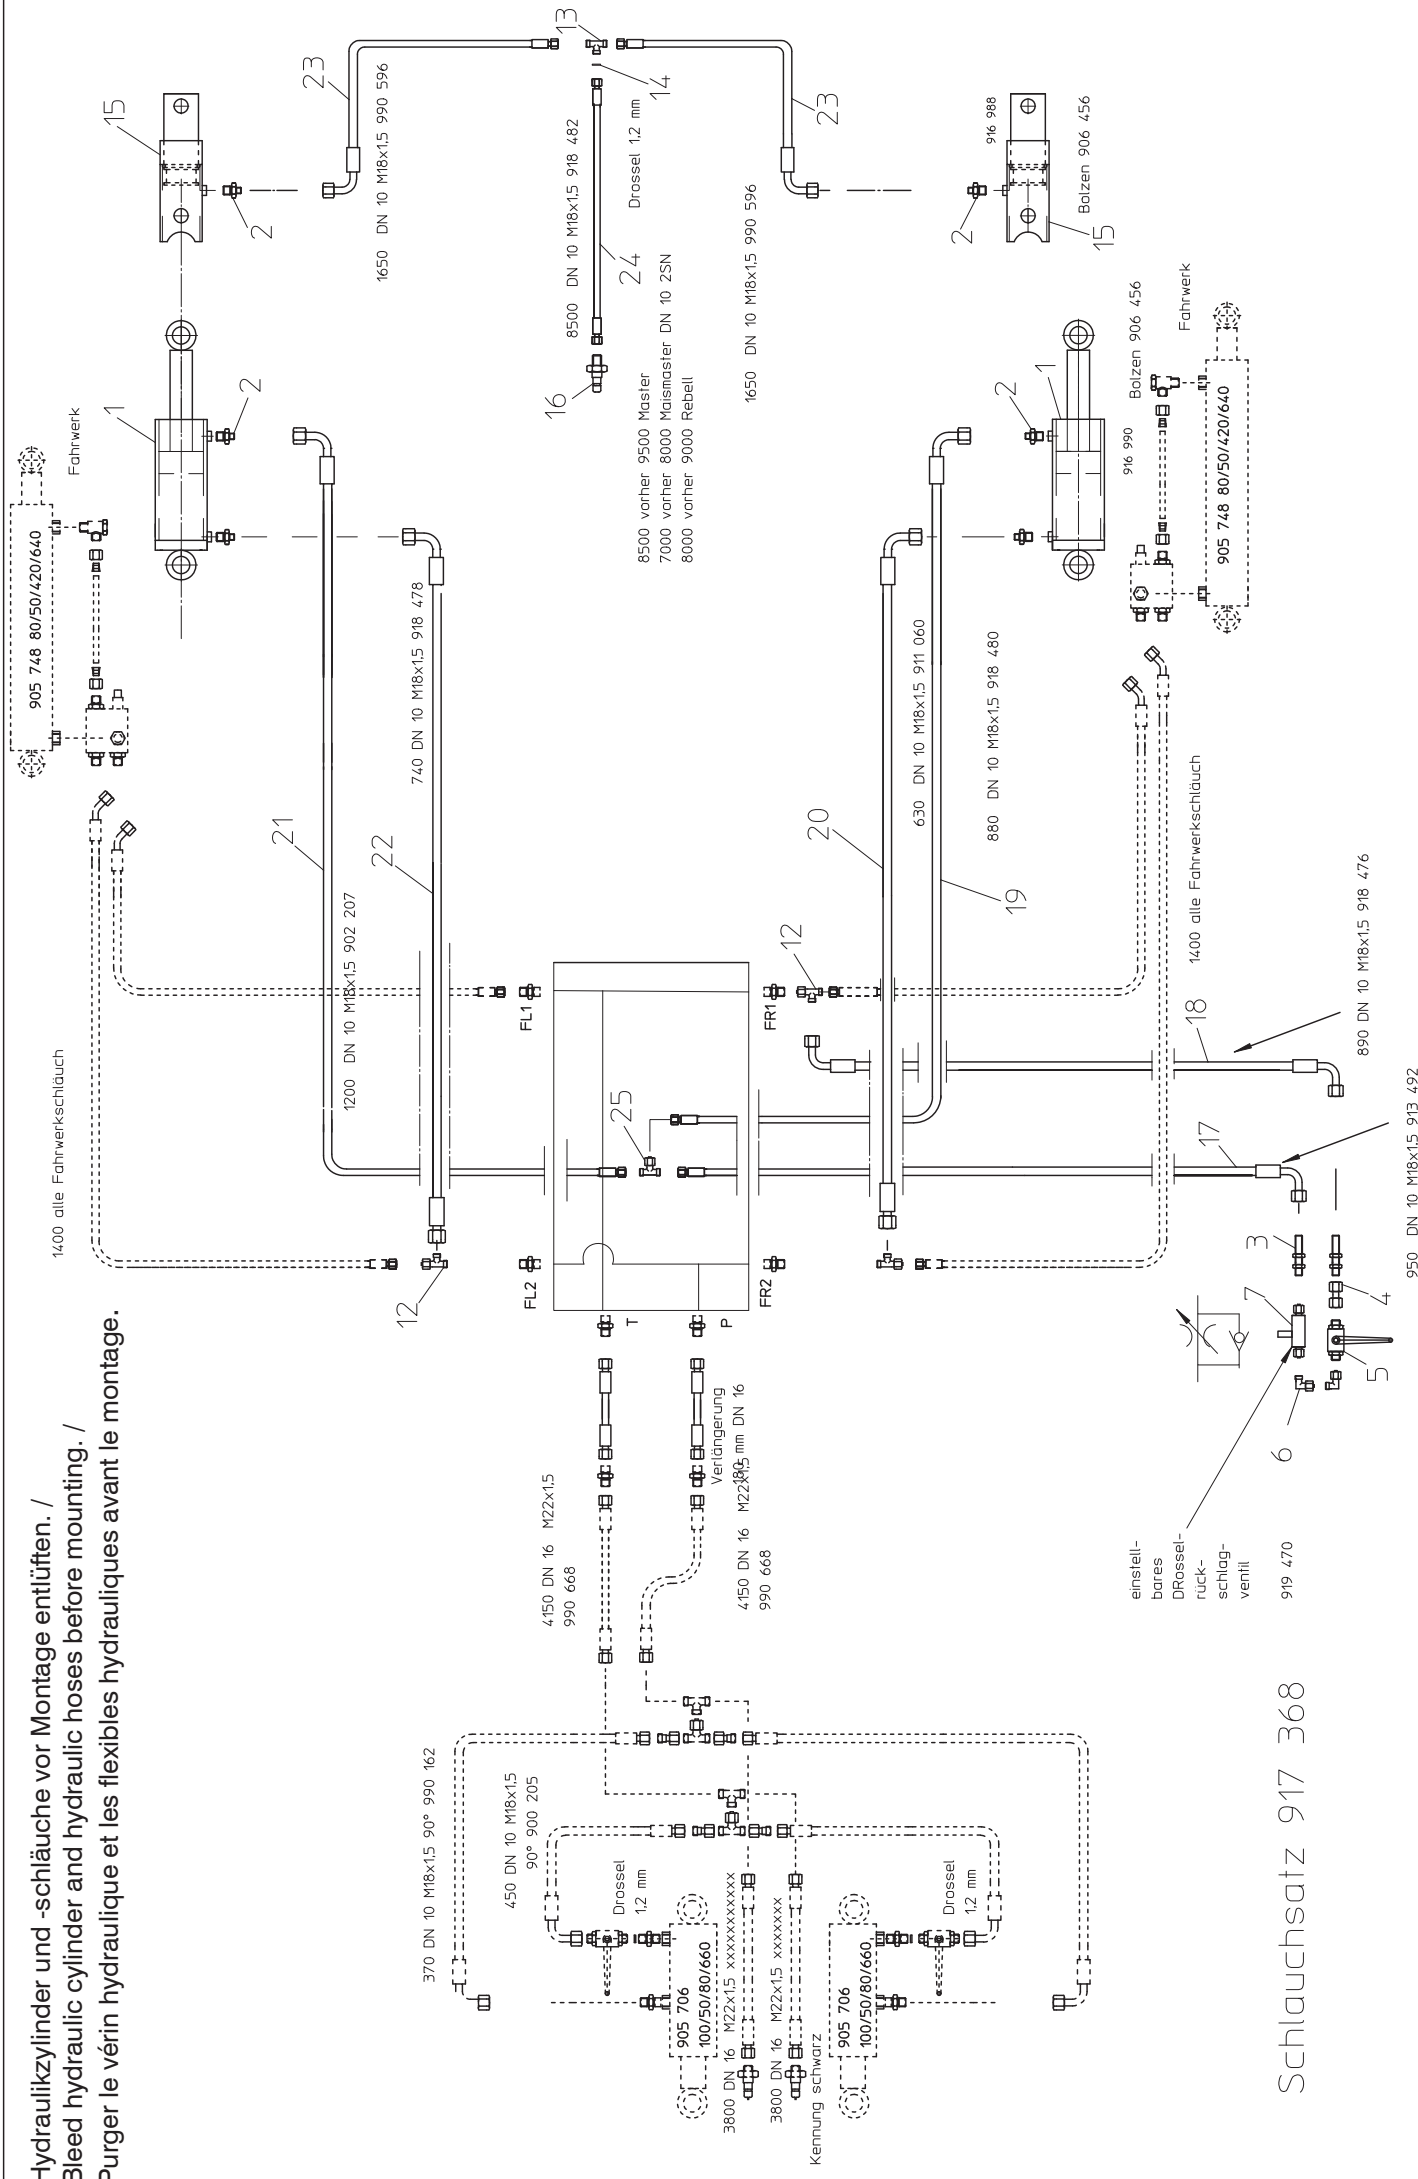 Hydraulikzylinder und -schläuche vor Montage entlüften. /
Bleed hydraulic cylinder and hydraulic hoses before mounting. /
Purger le vérin hydraulique et les flexibles hydrauliques avant le montage.
905 748 80/50/420/640
Fahrwerk
15
1
2
2
23
13
14
23
1650 DN 10 M18x1,5 990 596
8500 DN 10 M18x1,5 918 482
Drossel 1,2 mm
24
16
8500 vorher 9500 Master
7000 vorher 8000 Maismaster DN 10 2SN
8000 vorher 9000 Rebell
1650 DN 10 M18x1,5 990 596
2
916 988
15
Bolzen 906 456
2
1
916 990
Bolzen 906 456
Fahrwerk
905 748 80/50/420/640
1400 alle Fahrwerkschläuch
21
22
1200 DN 10 M18x1,5 902 207
740 DN 10 M18x1,5 918 478
12
FL1
FL2
25
T
P
FR1
FR2
12
20
19
630 DN 10 M18x1,5 911 060
880 DN 10 M18x1,5 918 480
1400 alle Fahrwerkschläuch
18
890 DN 10 M18x1,5 918 476
17
950 DN 10 M18x1,5 913 492
3
4
7
5
6
einstell-
bares
DRossel-
rück-
schlag-
ventil
919 470
4150 DN 16 M22x1,5
990 668
Verlängerung
180 mm DN 16
4150 DN 16 M22x1,5
990 668
370 DN 10 M18x1,5 90° 990 162
450 DN 10 M18x1,5
90° 900 205
Drossel
1,2 mm
905 706
100/50/80/660
3800 DN 16 M22x1,5 xxxxxxxxxxxxx
3800 DN 16 M22x1,5 xxxxxxx
Kennung schwarz
905 706
100/50/80/660
Drossel
1,2 mm
Schlauchsatz 917 368